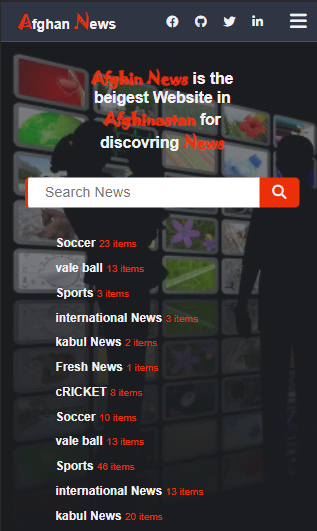 Afghan News
Afghin News is the
beigest Website in
Afghinastan for
discovring News
Search News
Soccer 23 items
vale ball 13 items
Sports 3 items
international News 3 items
kabul News 2 items
Fresh News 1 items
cRICKET 8 items
Soccer 10 items
vale ball 13 items
Sports 46 items
international News 13 items
kabul News 20 items